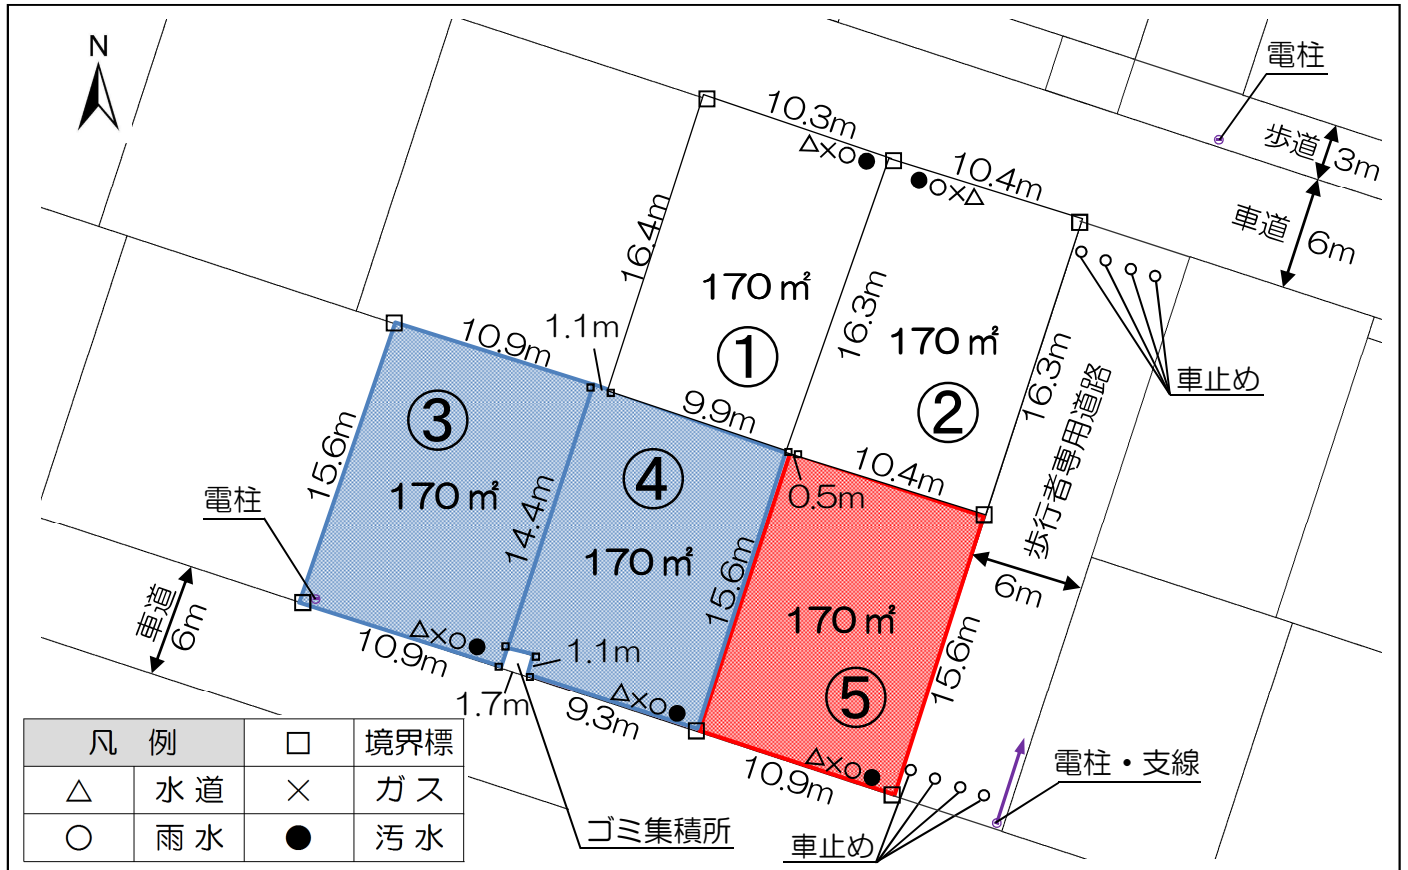 N
電柱
歩道 3m
車道 6m
10.3m
△×○●
10.4m
●○×△
16.4m
170㎡
①
16.3m
170㎡
②
16.3m
車止め
歩行者専用道路
6m
10.9m
1.1m
9.9m
10.4m
0.5m
③
170㎡
15.6m
電柱
14.4m
④
170㎡
15.6m
170㎡
⑤
15.6m
車道
6m
△×○●
10.9m
1.1m
1.7m
△×○●
9.3m
△×○●
10.9m
電柱・支線
車止め
ゴミ集積所
凡 例 □ 境界標
△ 水道 × ガス
○ 雨水 ● 汚水